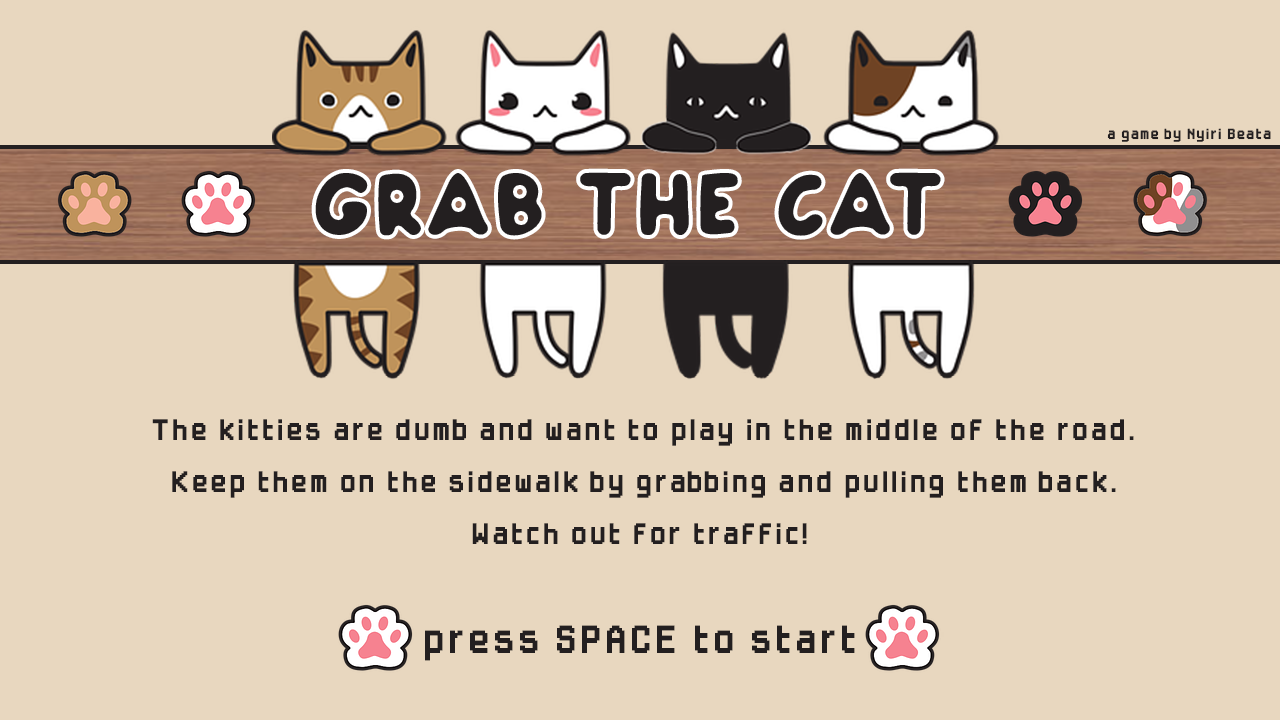 a game by Nyiri Beata
GRAB THE CAT
The kitties are dumb and want to play in the middle of the road.
Keep them on the sidewalk by grabbing and pulling them back.
Watch out for traffic!
press SPACE to start